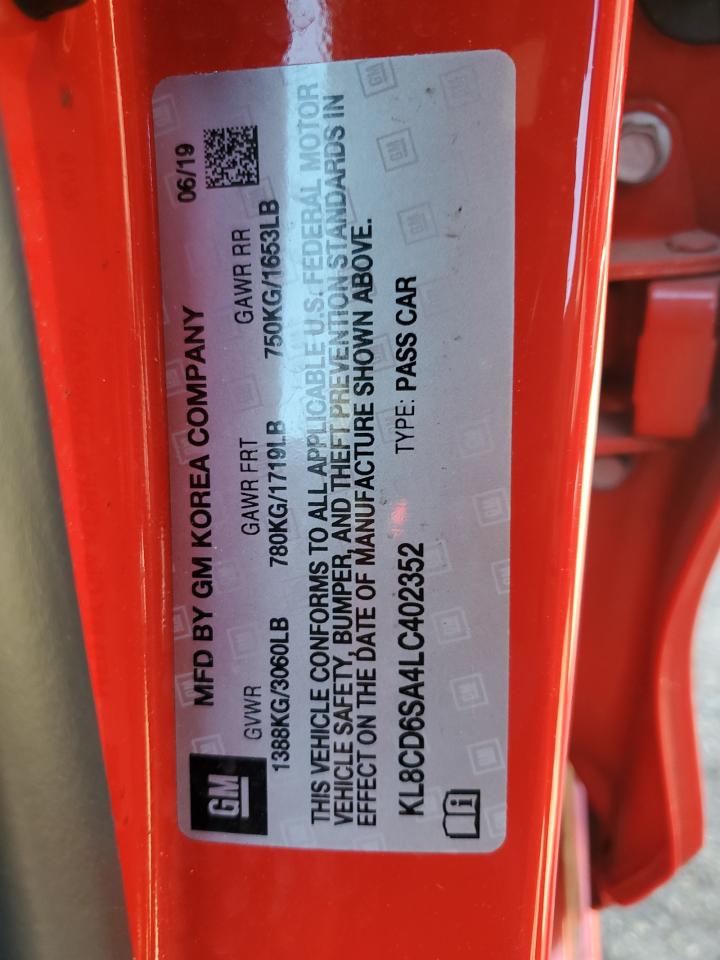 GM
MFD BY GM KOREA COMPANY 06/19
GVWR GAWR FRT GAWR RR
1388KG/3060LB 780KG/1719LB 750KG/1653LB
THIS VEHICLE CONFORMS TO ALL APPLICABLE U.S. FEDERAL MOTOR
VEHICLE SAFETY, BUMPER, AND THEFT PREVENTION STANDARDS IN
EFFECT ON THE DATE OF MANUFACTURE SHOWN ABOVE.
KL8CD6SA4LC402352 TYPE: PASS CAR